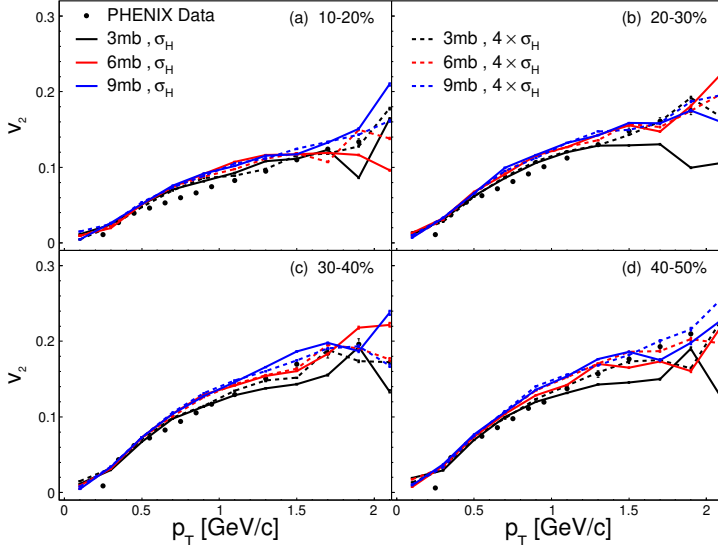 PHENIX Data
3mb , σH
6mb , σH
9mb , σH
(a) 10-20%
(b) 20-30%
3mb , 4 × σH
6mb , 4 × σH
9mb , 4 × σH
v2
0.3
0.2
0.1
0
(c) 30-40%
(d) 40-50%
v2
0.3
0.2
0.1
0
0 0.5 1 1.5 2
0 0.5 1 1.5 2
pT [GeV/c]
pT [GeV/c]